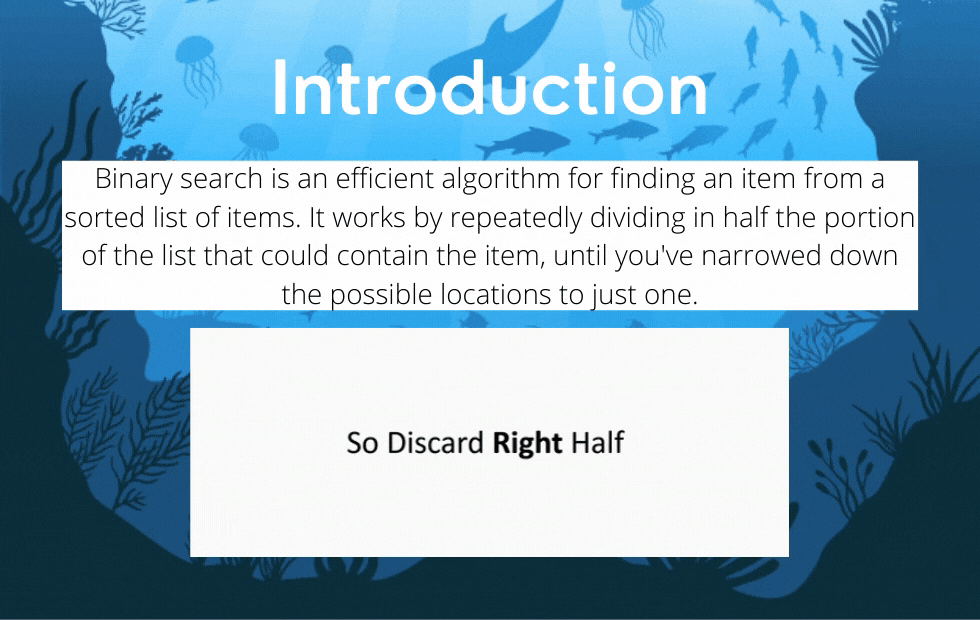 Introduction
Binary search is an efficient algorithm for finding an item from a
sorted list of items. It works by repeatedly dividing in half the portion
of the list that could contain the item, until you've narrowed down
the possible locations to just one.
So Discard Right Half